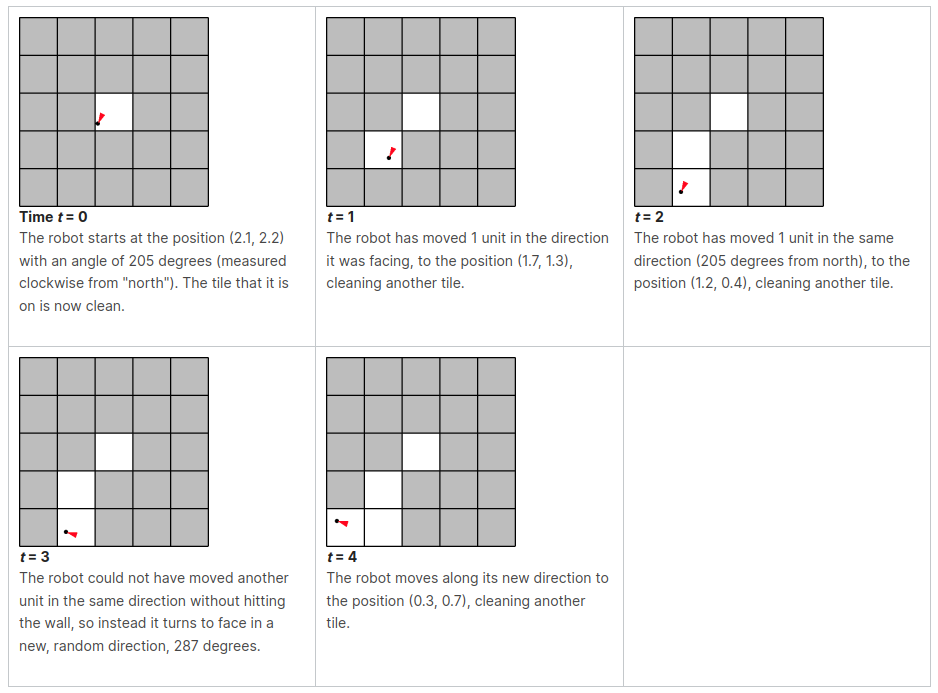 Time t = 0
The robot starts at the position (2.1, 2.2)
with an angle of 205 degrees (measured
clockwise from "north"). The tile that it is
on is now clean.
t = 1
The robot has moved 1 unit in the direction
it was facing, to the position (1.7, 1.3),
cleaning another tile.
t = 2
The robot has moved 1 unit in the same
direction (205 degrees from north), to the
position (1.2, 0.4), cleaning another tile.
t = 3
The robot could not have moved another
unit in the same direction without hitting
the wall, so instead it turns to face in a
new, random direction, 287 degrees.
t = 4
The robot moves along its new direction to
the position (0.3, 0.7), cleaning another
tile.